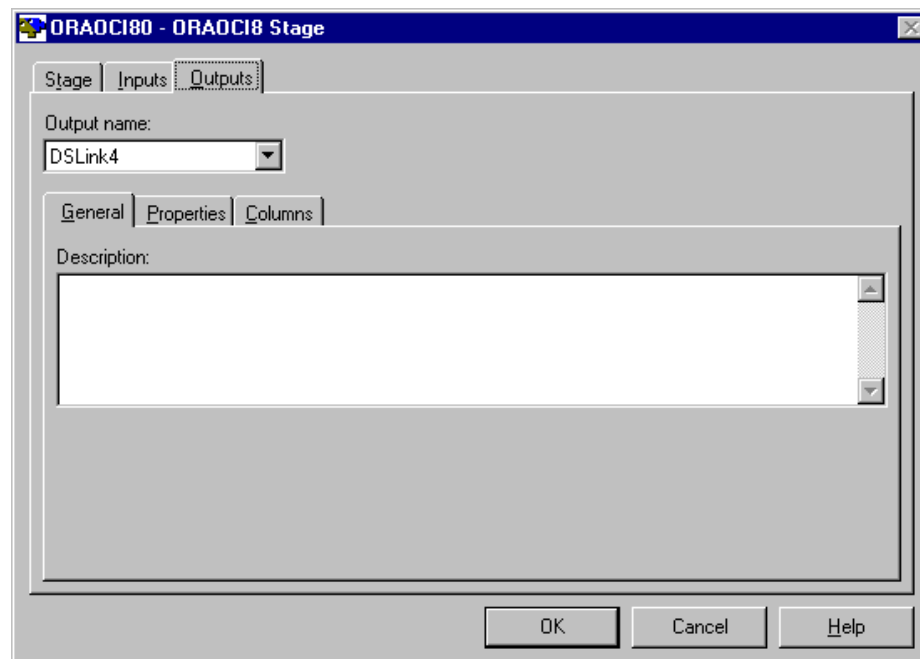 ORAOCI80 - ORAOCI8 Stage
Stage Inputs Outputs
Output name:
DSLink4
General Properties Columns
Description:
OK Cancel Help